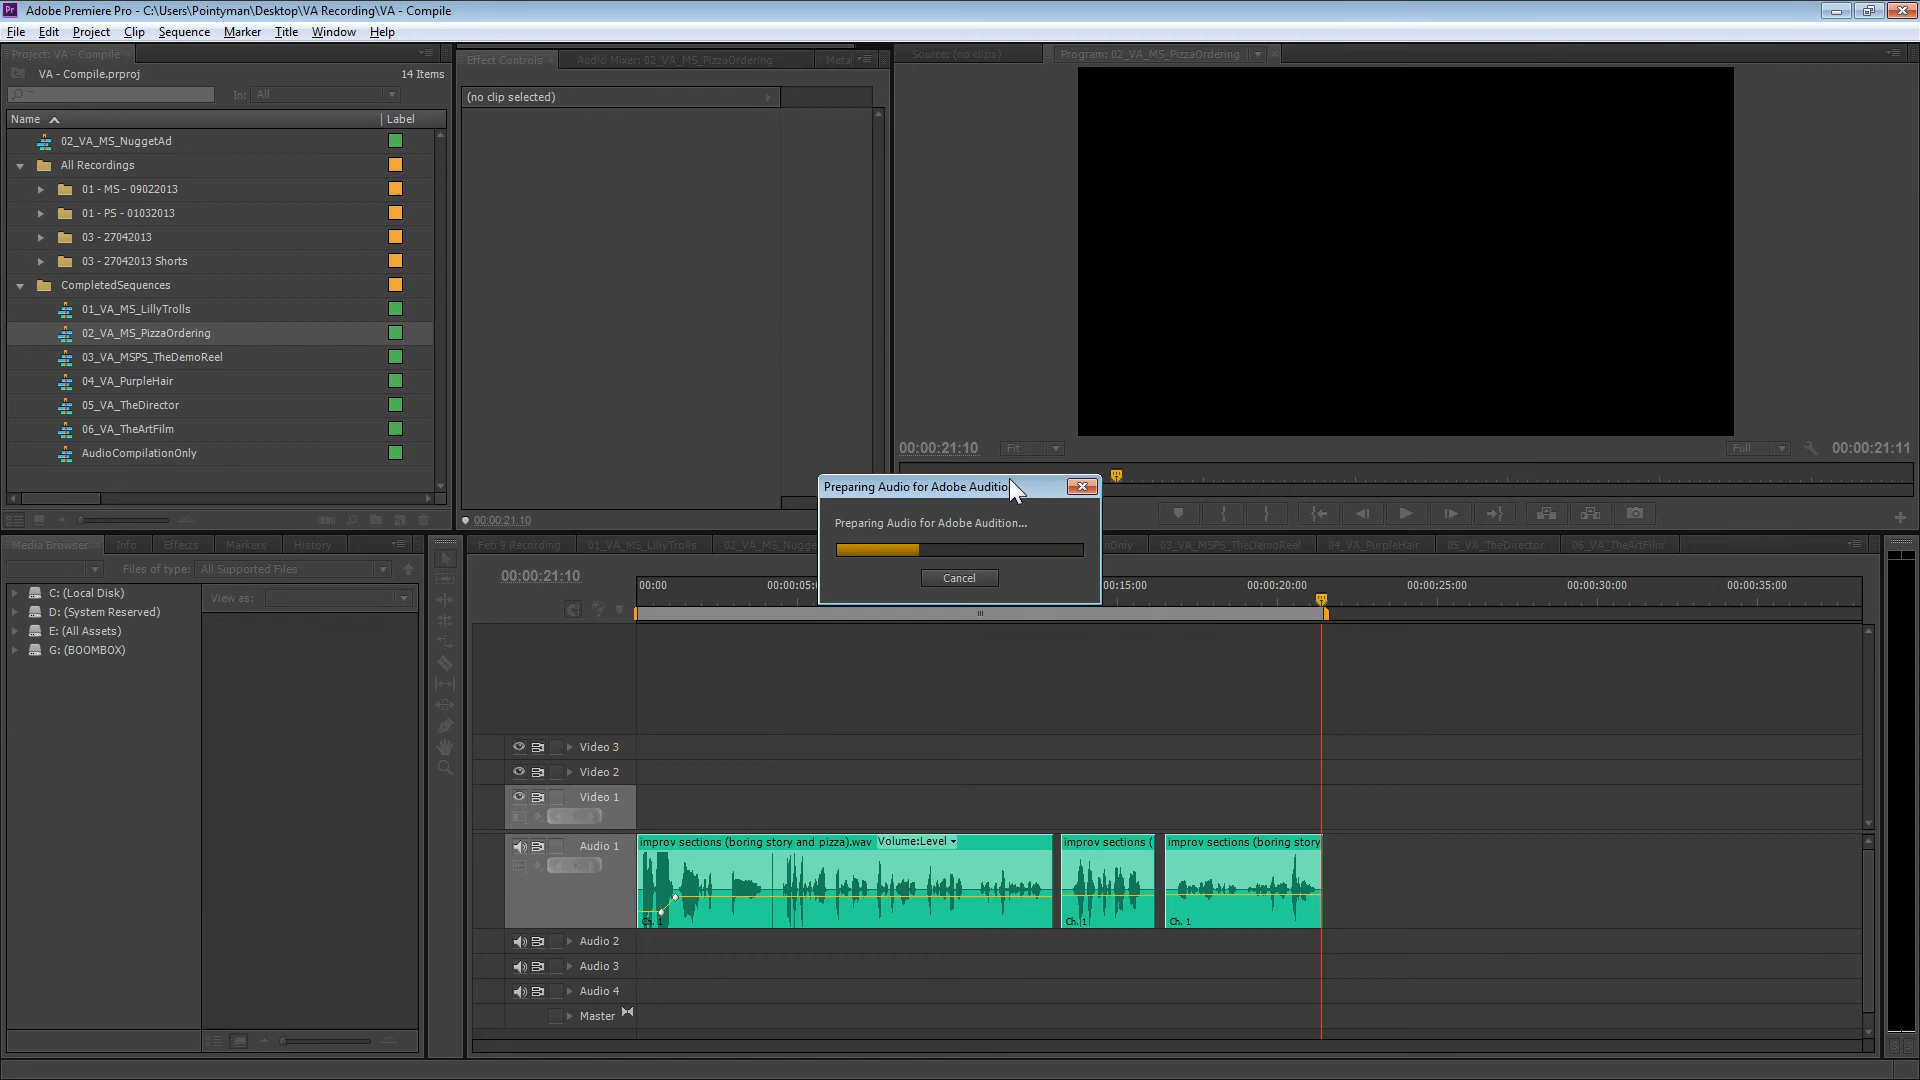 Adobe Premiere Pro - C:\Users\Pointyman\Desktop\VA Recording\VA - Compile
File Edit Project Clip Sequence Marker Title Window Help
Project: VA - Compile
VA - Compile.prproj
14 Items
In: All
Name
Label
02_VA_MS_NuggetAd
All Recordings
01 - MS - 09022013
01 - PS - 01032013
03 - 27042013
03 - 27042013 Shorts
CompletedSequences
01_VA_MS_LillyTrolls
02_VA_MS_PizzaOrdering
03_VA_MSPS_TheDemoReel
04_VA_PurpleHair
05_VA_TheDirector
06_VA_TheArtFilm
AudioCompilationOnly
Effect Controls
Audio Mixer: 02_VA_MS_PizzaOrdering
Meta
(no clip selected)
00:00:21:10
Source: (no clips)
Program: 02_VA_MS_PizzaOrdering
00:00:21:10
Fit
Full
00:00:21:11
Preparing Audio for Adobe Auditio
Preparing Audio for Adobe Audition...
Cancel
Media Browser
Info
Effects
Markers
History
Files of type: All Supported Files
View as:
C: (Local Disk)
D: (System Reserved)
E: (All Assets)
G: (BOOMBOX)
Feb 9 Recording
01_VA_MS_LillyTrolls
02_VA_MS_Nugge
onOnly
03_VA_MSPS_TheDemoReel
04_VA_PurpleHair
05_VA_TheDirector
06_VA_TheArtFilm
00:00:21:10
00:00
00:00:05:
00:15:00
00:00:20:00
00:00:25:00
00:00:30:00
00:00:35:00
Video 3
Video 2
Video 1
Audio 1
improv sections (boring story and pizza).wav Volume:Level
Ch. 1
improv sections (
Ch. 1
improv sections (boring story
Ch. 1
Audio 2
Audio 3
Audio 4
Master
S S